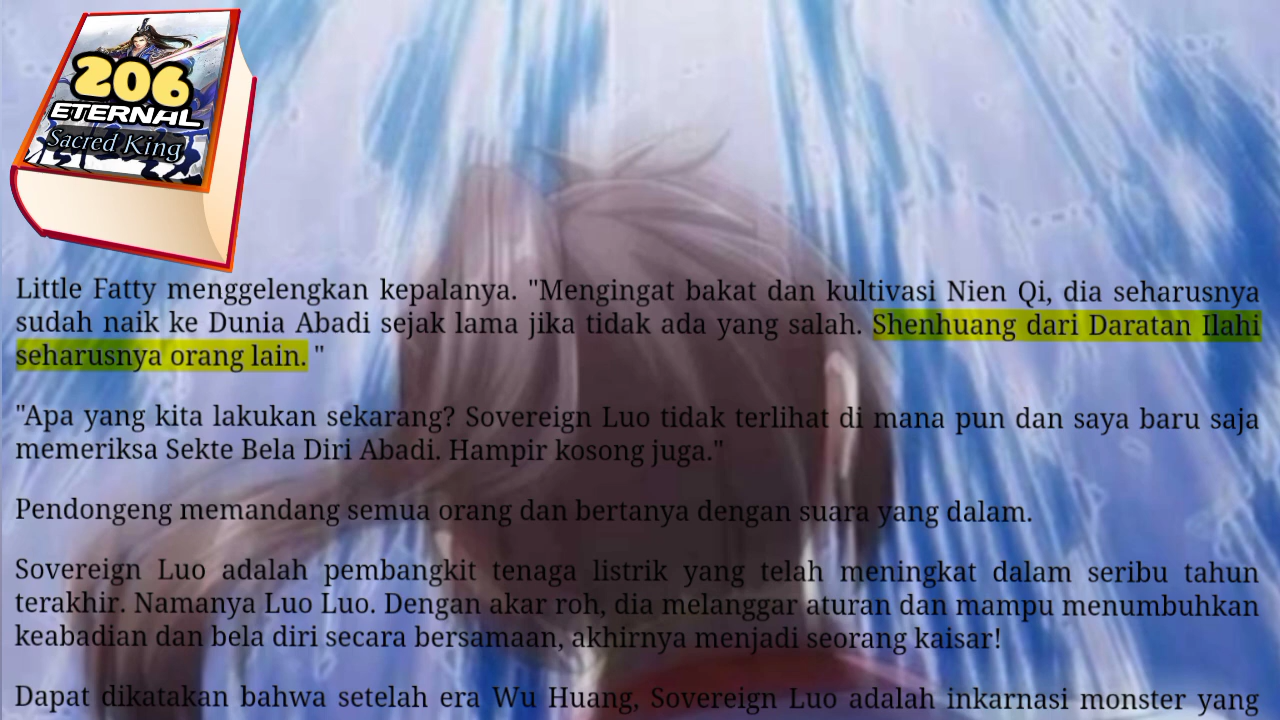 206
ETERNAL
Sacred King
Little Fatty menggelengkan kepalanya. "Mengingat bakat dan kultivasi Nien Qi, dia seharusnya
sudah naik ke Dunia Abadi sejak lama jika tidak ada yang salah. Shenhuang dari Daratan Ilahi
seharusnya orang lain. "
"Apa yang kita lakukan sekarang? Sovereign Luo tidak terlihat di mana pun dan saya baru saja
memeriksa Sekte Bela Diri Abadi. Hampir kosong juga."
Pendongeng memandang semua orang dan bertanya dengan suara yang dalam.
Sovereign Luo adalah pembangkit tenaga listrik yang telah meningkat dalam seribu tahun
terakhir. Namanya Luo Luo. Dengan akar roh, dia melanggar aturan dan mampu menumbuhkan
keabadian dan bela diri secara bersamaan, akhirnya menjadi seorang kaisar!
Dapat dikatakan bahwa setelah era Wu Huang, Sovereign Luo adalah inkarnasi monster yang